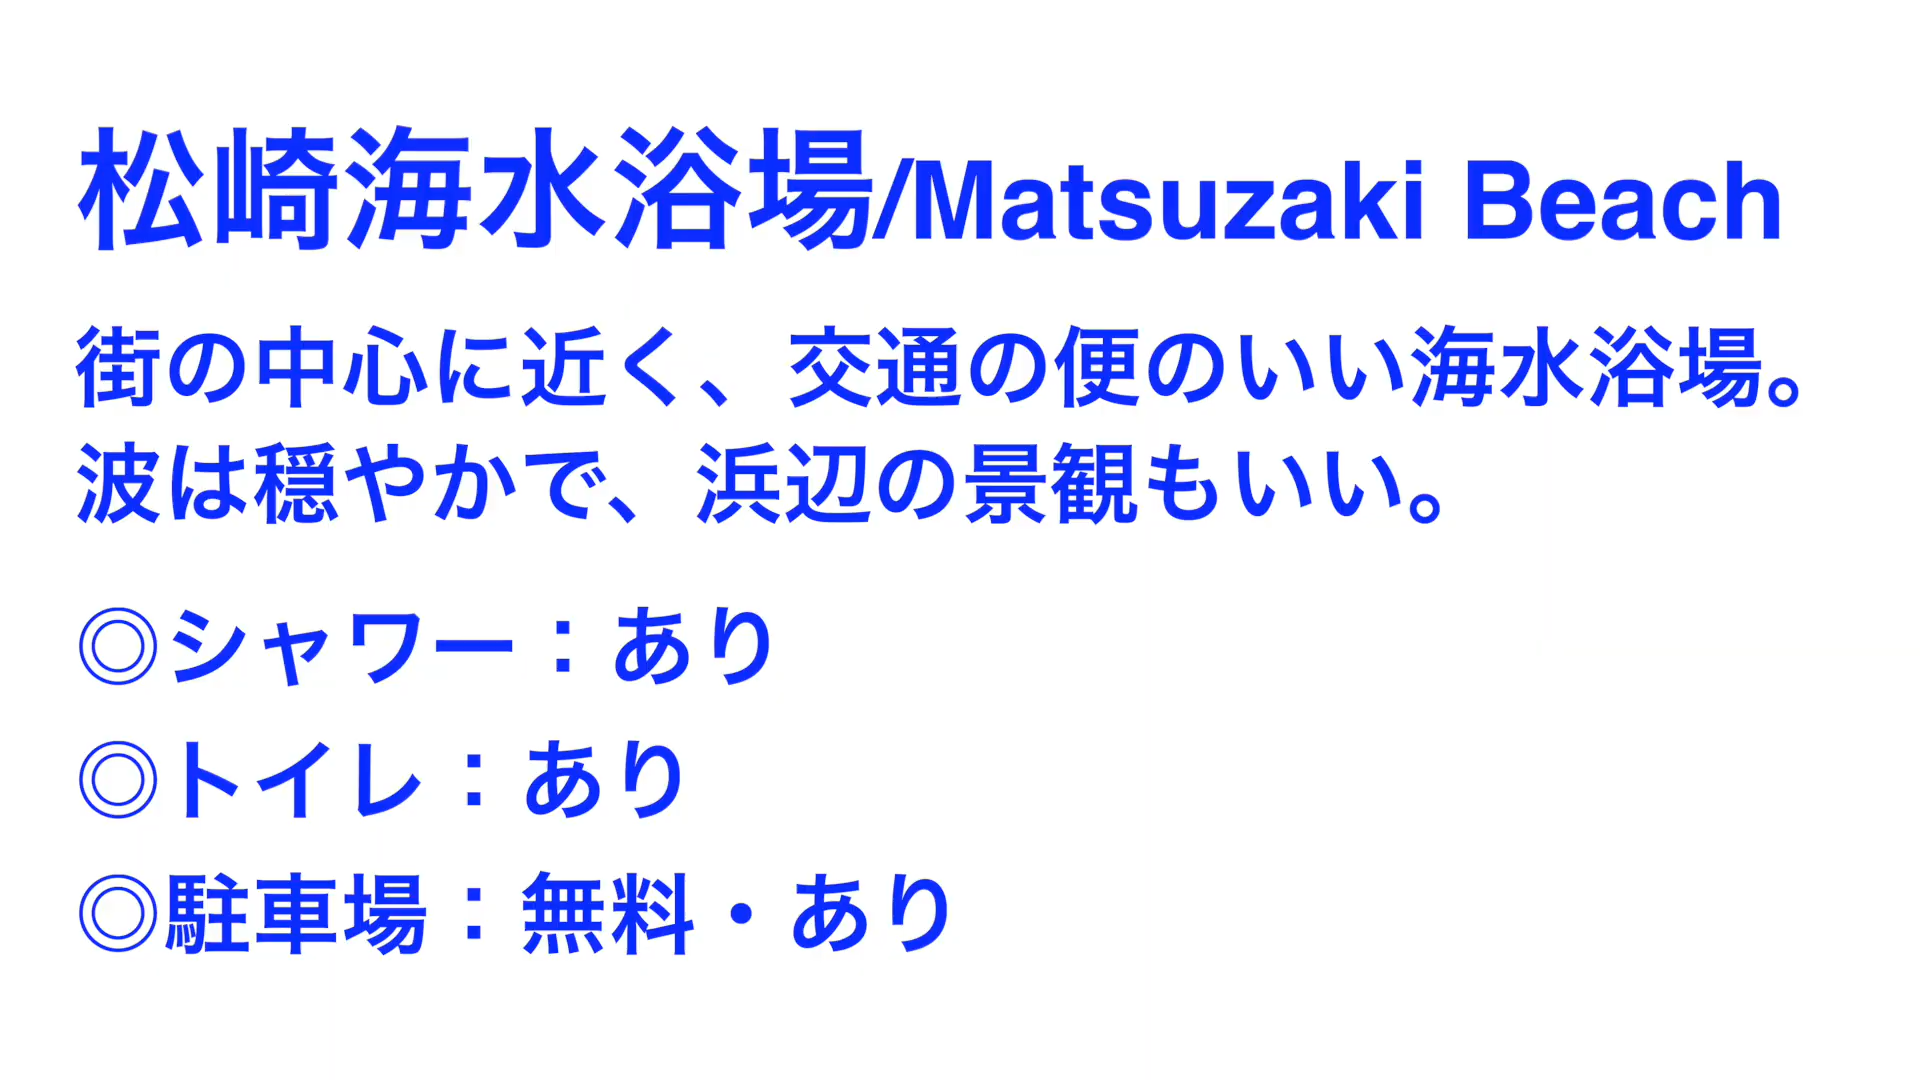 松崎海水浴場/Matsuzaki Beach
街の中心に近く、交通の便のいい海水浴場。
波は穏やかで、浜辺の景観もいい。
◎シャワー：あり
◎トイレ：あり
◎駐車場：無料・あり